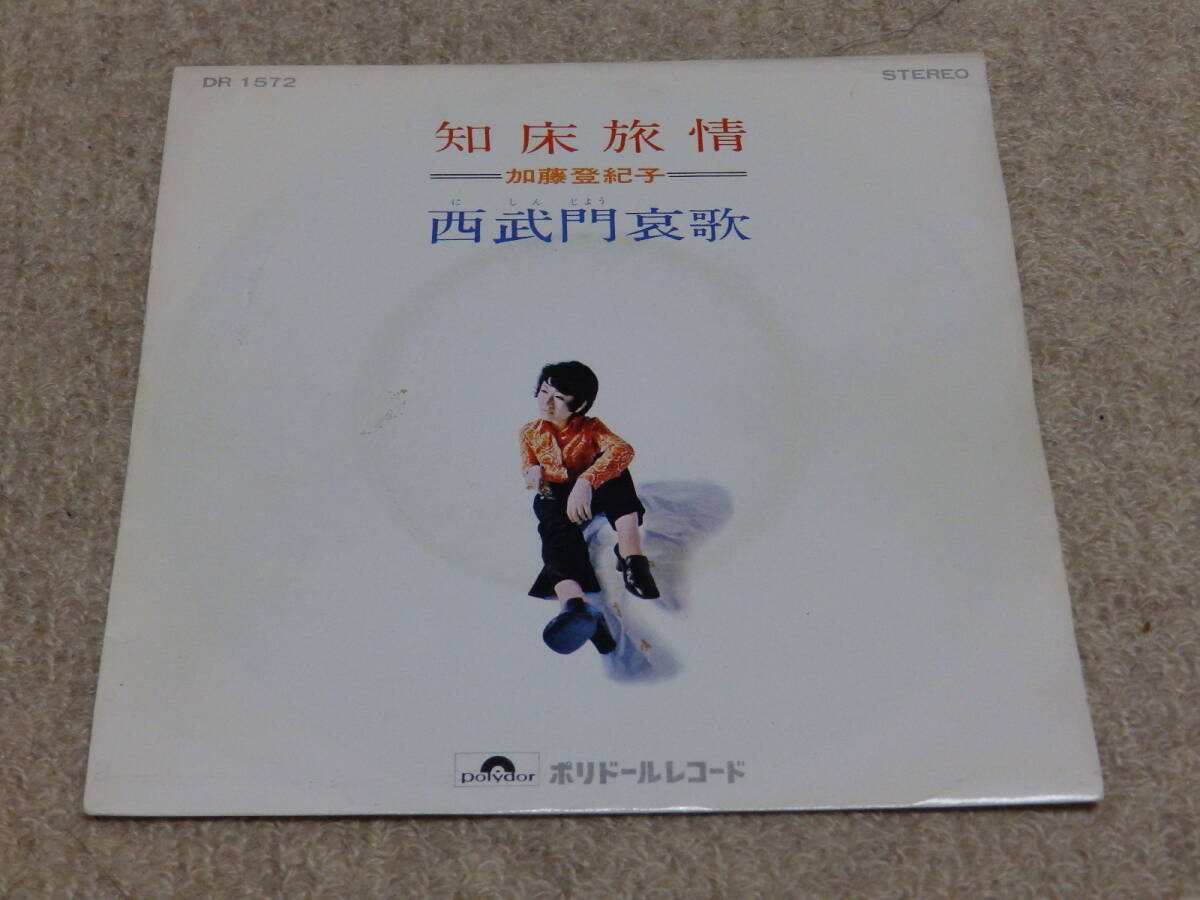 DR 1572
STEREO
知床旅情
加藤登紀子
にしんじよう
西武門哀歌
polydor ポリドールレコード